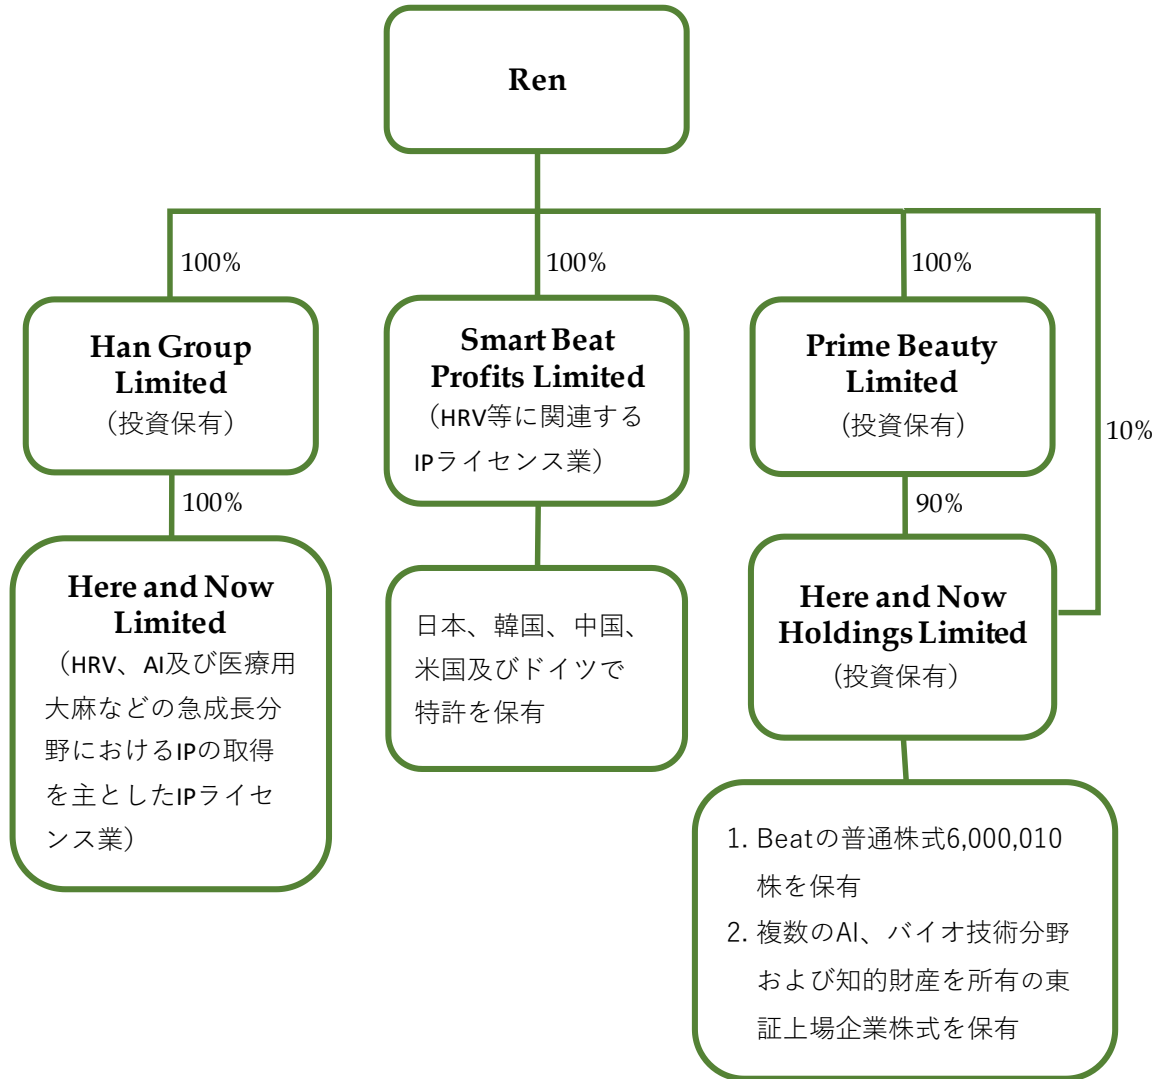 Ren
100%
100%
100%
10%
Han Group
Limited
（投資保有）
Smart Beat
Profits Limited
（HRV等に関連する
IPライセンス業）
Prime Beauty
Limited
(投資保有）
100%
90%
Here and Now
Limited
（HRV、AI及び医療用
大麻などの急成長分
野におけるIPの取得
を主としたIPライセ
ンス業）
日本、韓国、中国、
米国及びドイツで
特許を保有
Here and Now
Holdings Limited
(投資保有）
1. Beatの普通株式6,000,010
株を保有
2. 複数のAI、バイオ技術分野
および知的財産を所有の東
証上場企業株式を保有